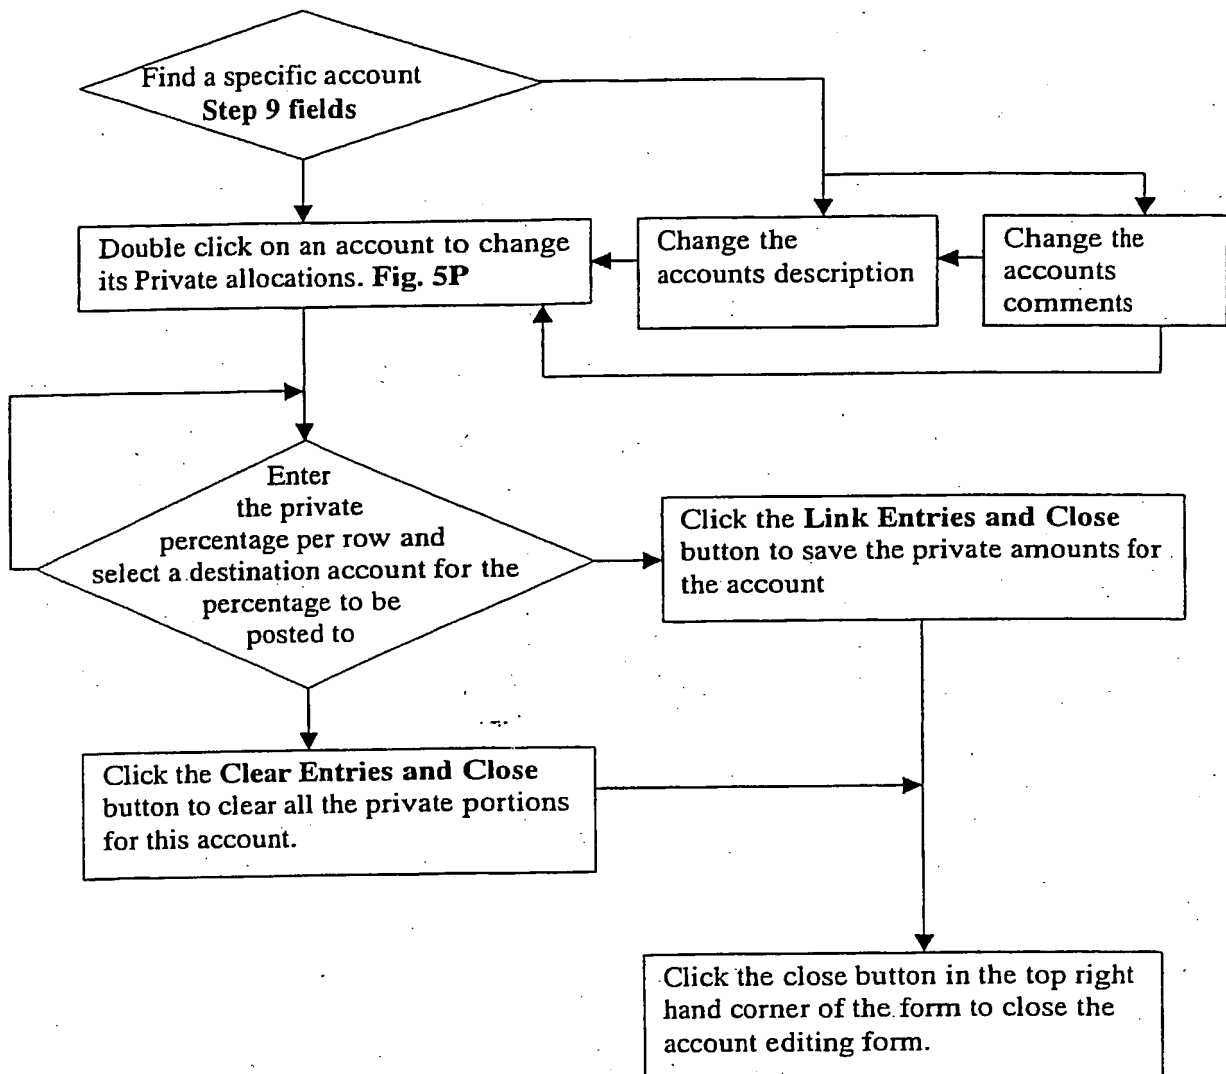 Find a specific account
Step 9 fields
Double click on an account to change
its Private allocations. Fig. 5P
Change the
accounts description
Change the
accounts
comments
Enter
the private
percentage per row and
select a destination account for the
percentage to be
posted to
Click the Link Entries and Close
button to save the private amounts for
the account
Click the Clear Entries and Close
button to clear all the private portions
for this account.
Click the close button in the top right
hand corner of the form to close the
account editing form.